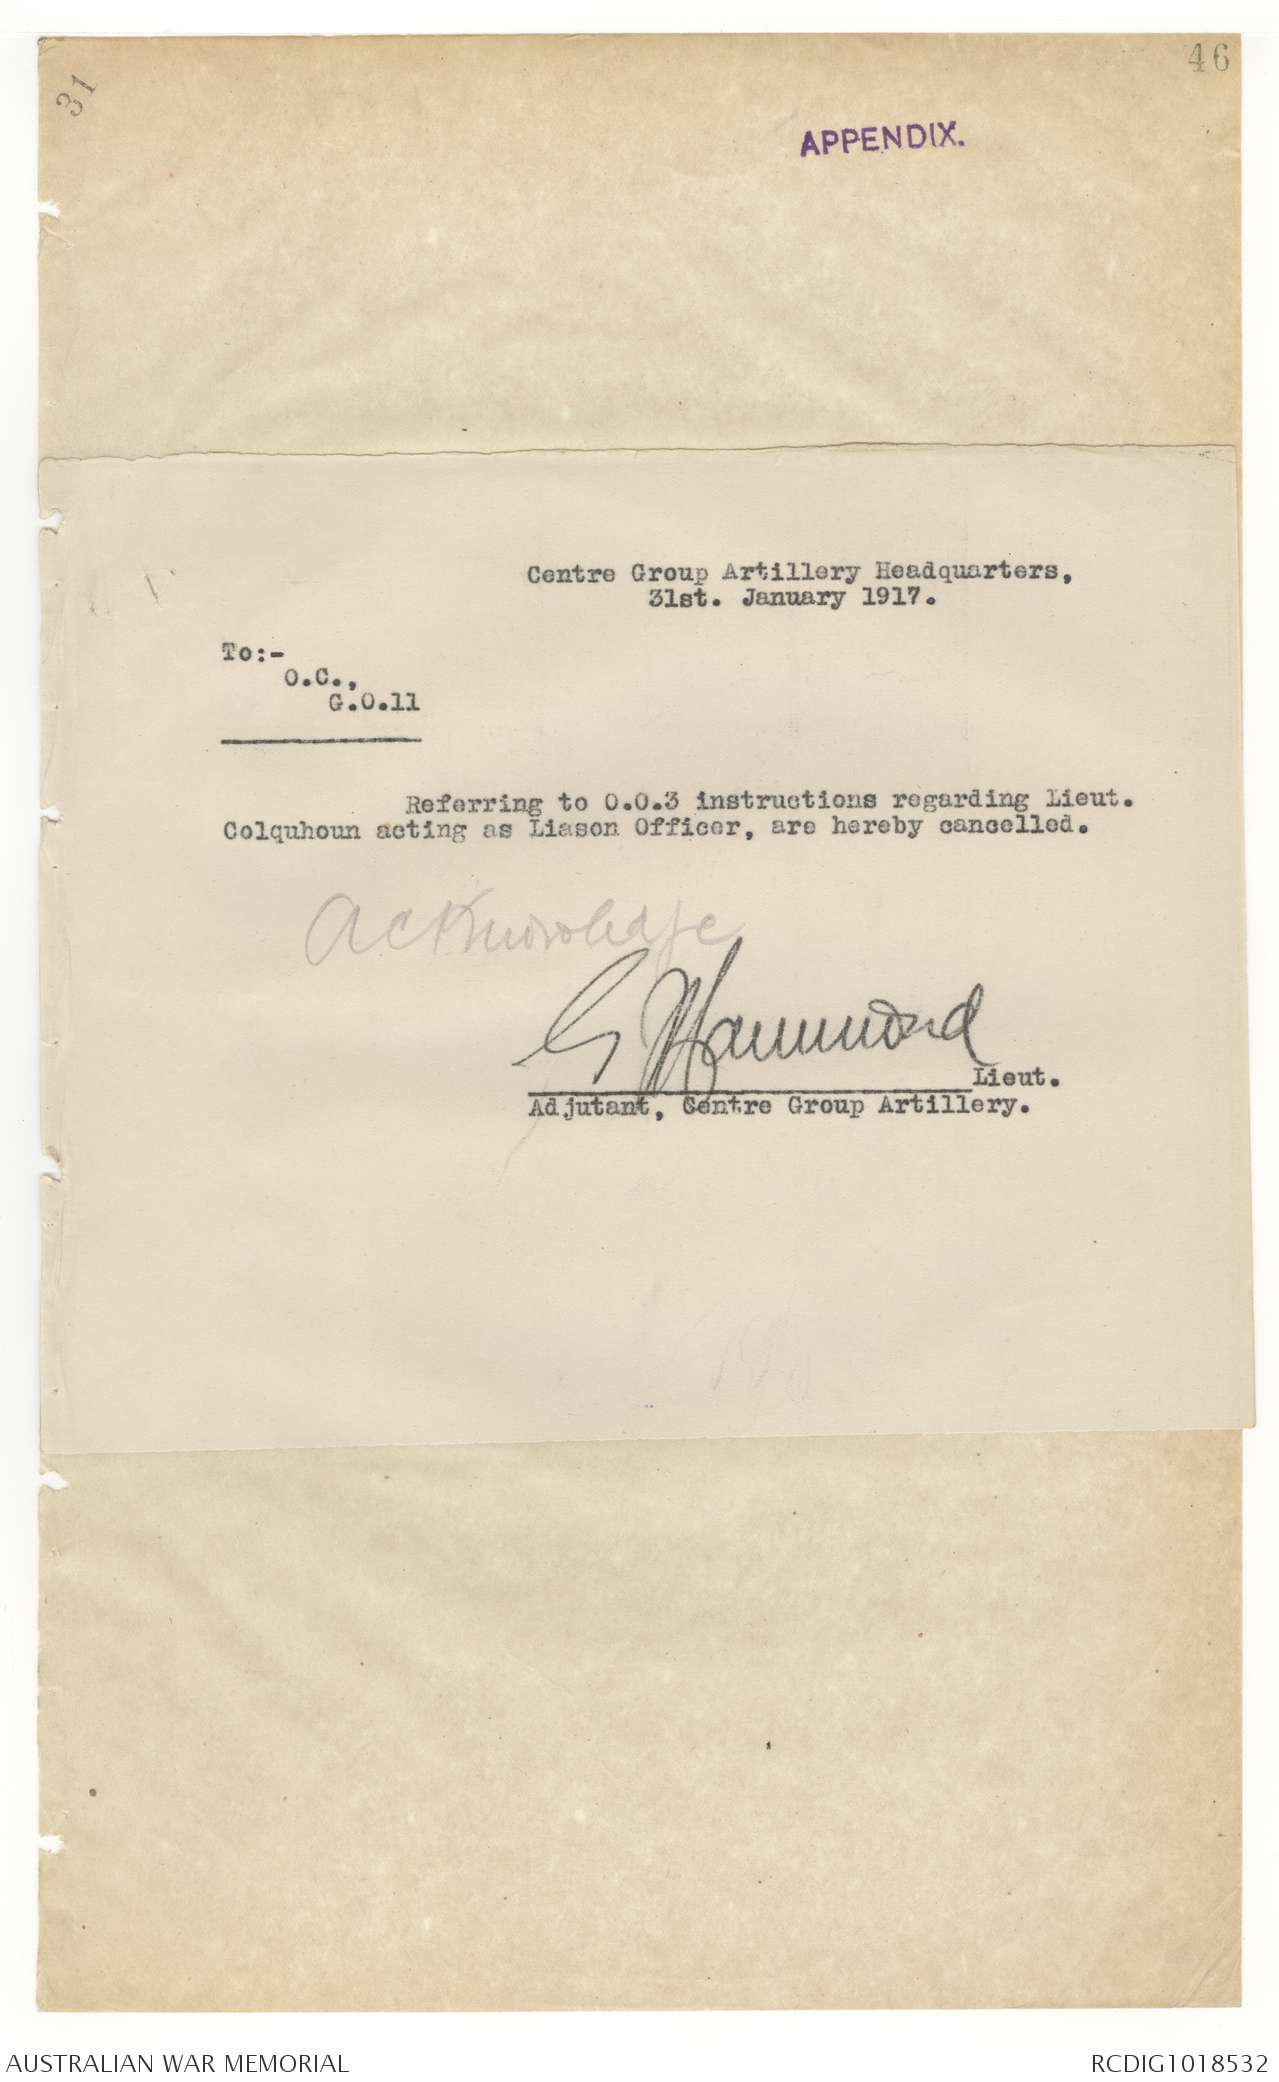 31
46
APPENDIX.
Centre Group Artillery Headquarters,
31st. January 1917.
To:-
O.C.,
G.O.11
Referring to O.O.3 instructions regarding Lieut.
Colquhoun acting as Liason Officer, are hereby cancelled.
Acknowledge
G Hammond
Lieut.
Adjutant, Centre Group Artillery.
AUSTRALIAN WAR MEMORIAL
RCDIG1018532